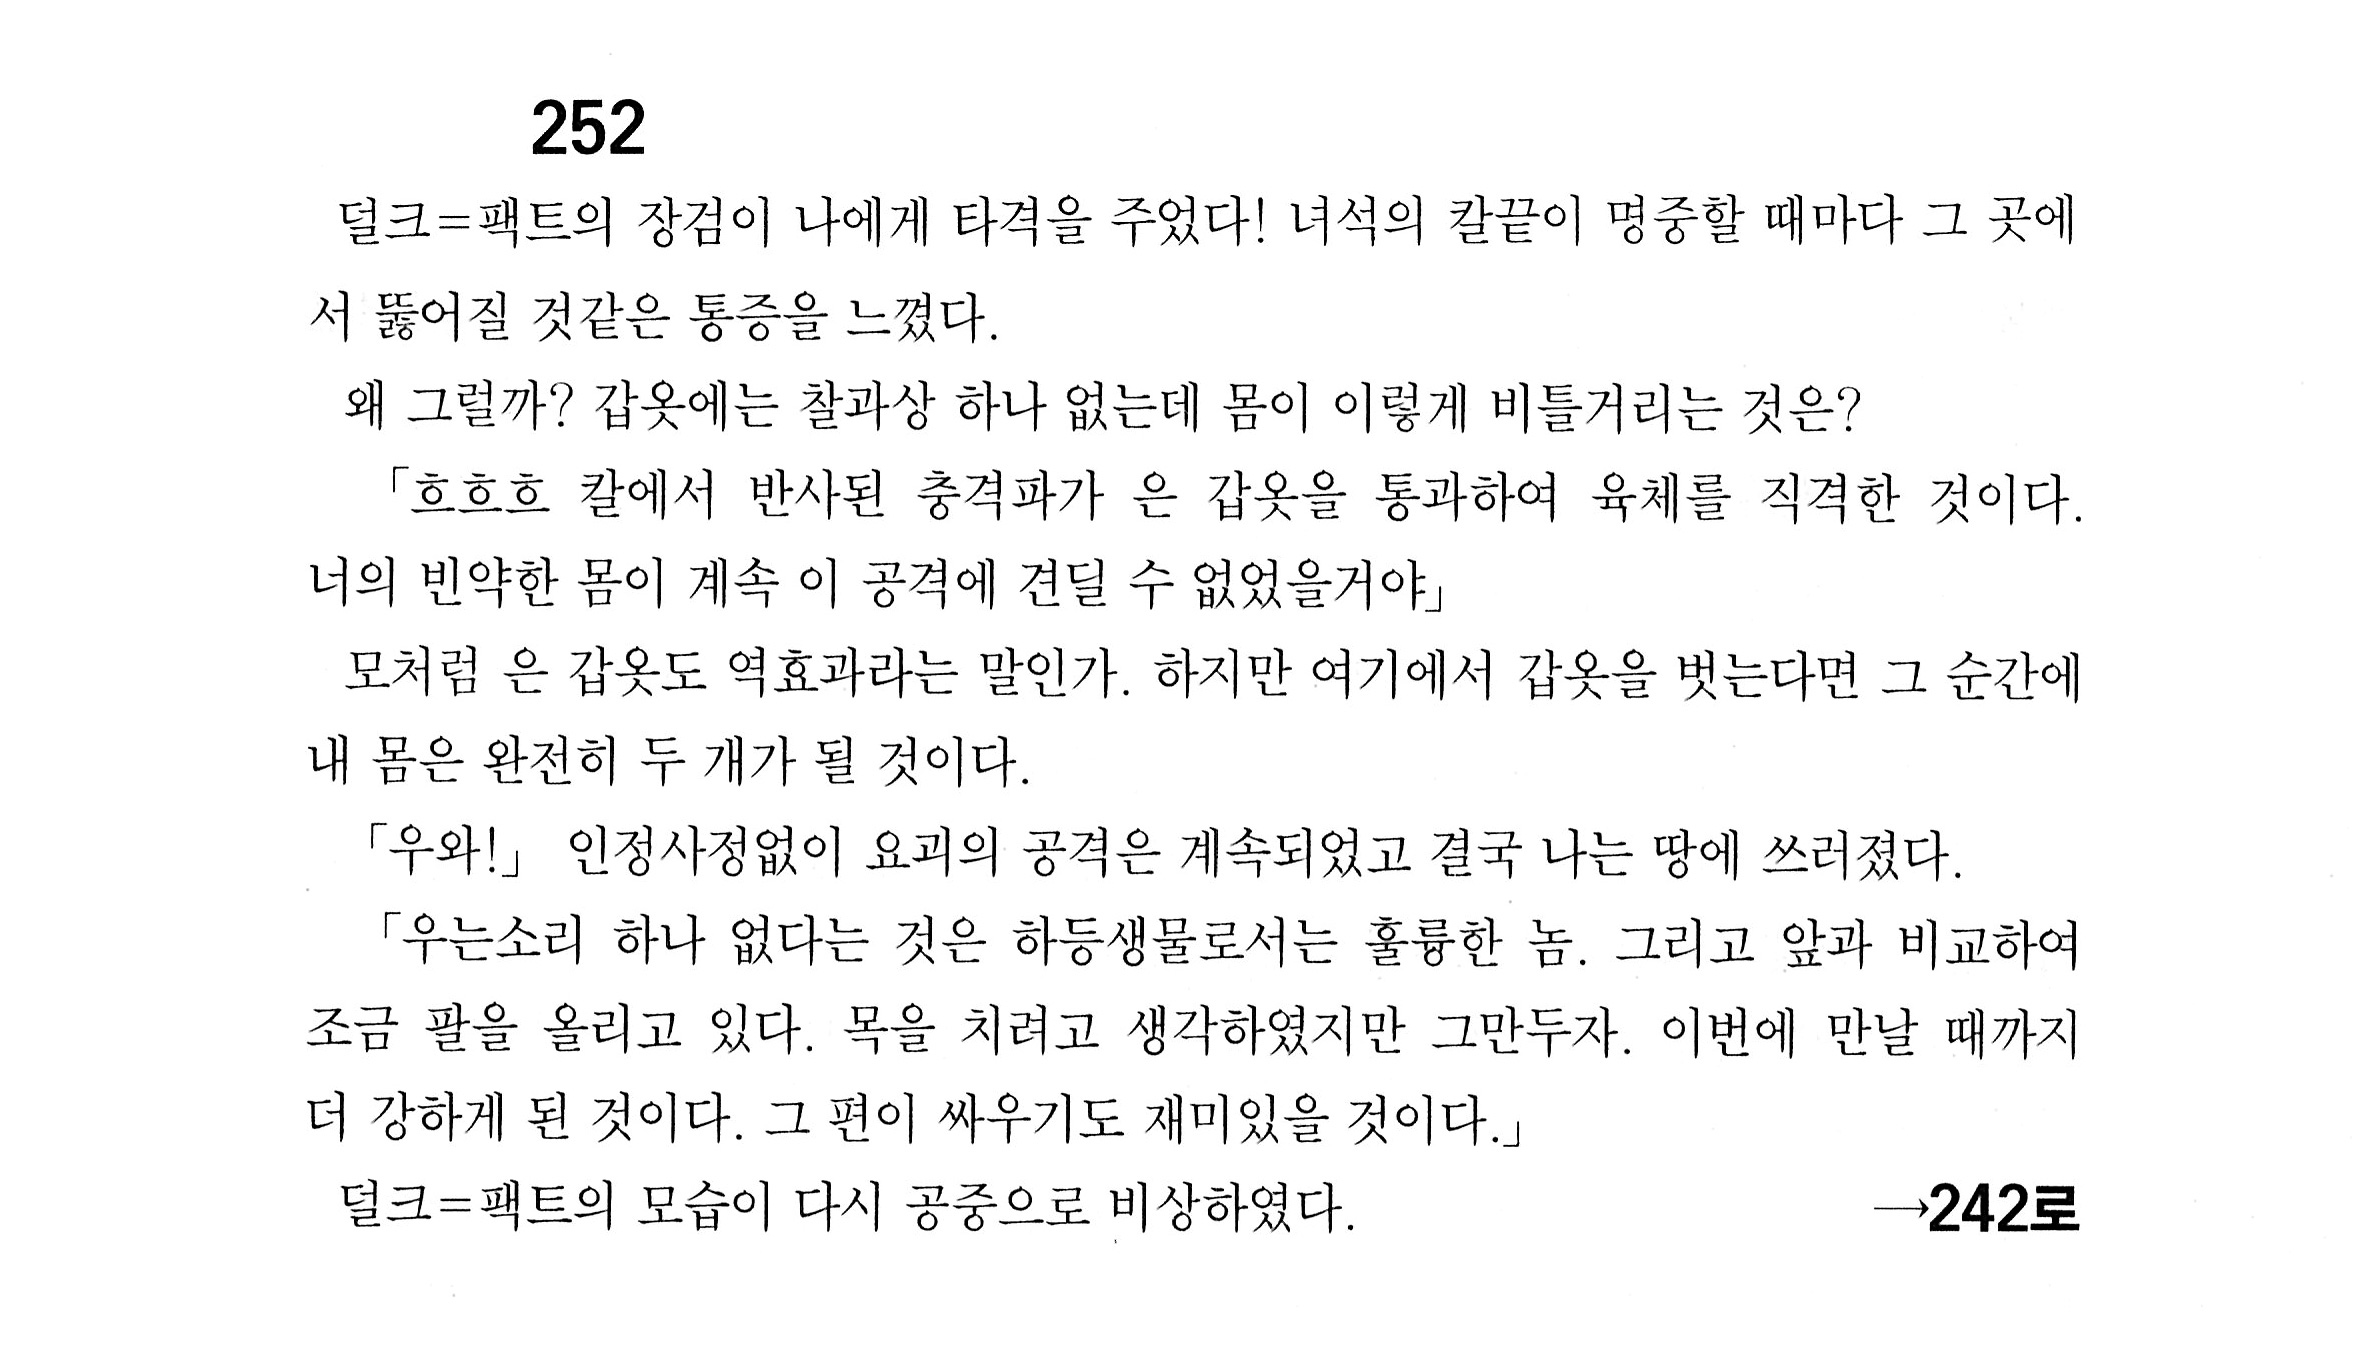 252
덜크=팩트의 장검이 나에게 타격을 주었다! 녀석의 칼끝이 명중할 때마다 그 곳에
서 뚫어질 것같은 통증을 느꼈다.
왜 그럴까? 갑옷에는 찰과상 하나 없는데 몸이 이렇게 비틀거리는 것은?
「흐흐흐 칼에서 반사된 충격파가 은 갑옷을 통과하여 육체를 직격한 것이다.
너의 빈약한 몸이 계속 이 공격에 견딜 수 없었을거야」
모처럼 은 갑옷도 역효과라는 말인가. 하지만 여기에서 갑옷을 벗는다면 그 순간에
내 몸은 완전히 두 개가 될 것이다.
「우와!」 인정사정없이 요괴의 공격은 계속되었고 결국 나는 땅에 쓰러졌다.
「우는소리 하나 없다는 것은 하등생물로서는 훌륭한 놈. 그리고 앞과 비교하여
조금 팔을 올리고 있다. 목을 치려고 생각하였지만 그만두자. 이번에 만날 때까지
더 강하게 된 것이다. 그 편이 싸우기도 재미있을 것이다.」
덜크=팩트의 모습이 다시 공중으로 비상하였다. →242로